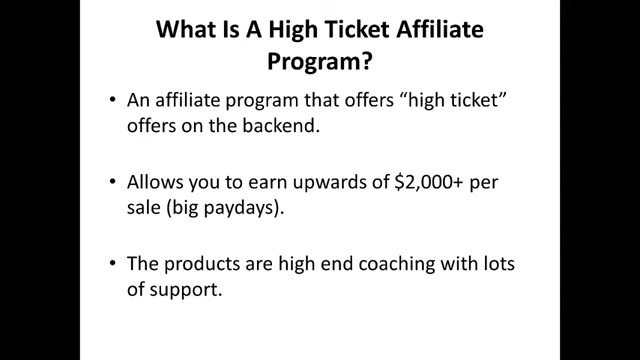 What Is A High Ticket Affiliate
Program?
• An affiliate program that offers “high ticket”
offers on the backend.
• Allows you to earn upwards of $2,000+ per
sale (big paydays).
• The products are high end coaching with lots
of support.